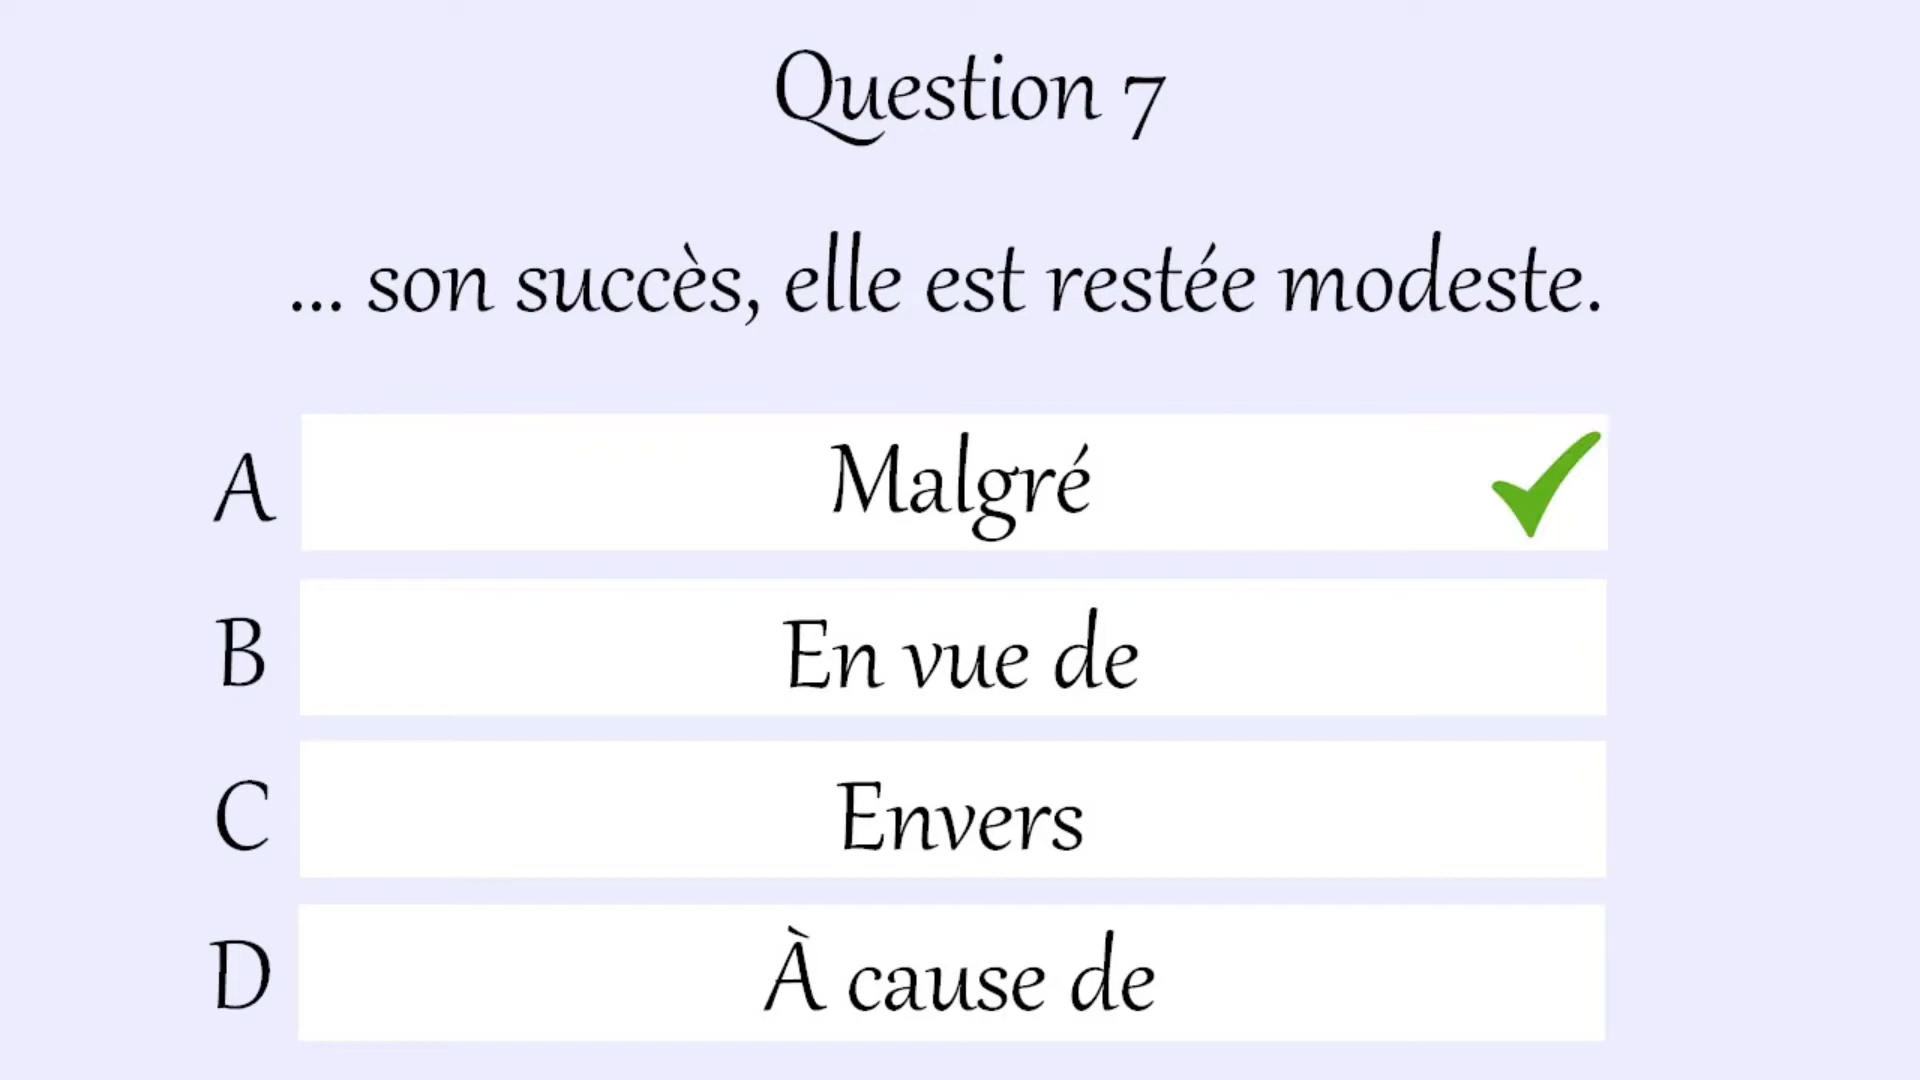 Question 7
... son succès, elle est restée modeste.
A Malgré
B En vue de
C Envers
D À cause de